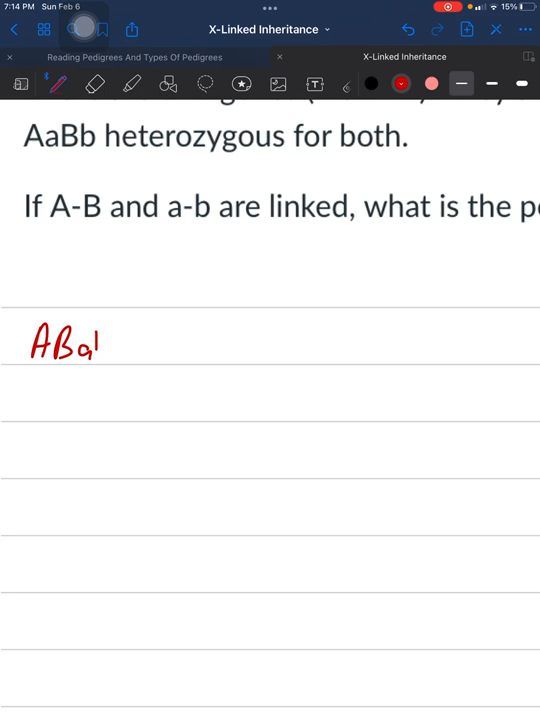 7:14 PM Sun Feb 6
15%
X-Linked Inheritance
Reading Pedigrees And Types Of Pedigrees
X-Linked Inheritance
AaBb heterozygous for both.
If A-B and a-b are linked, what is the
ABa